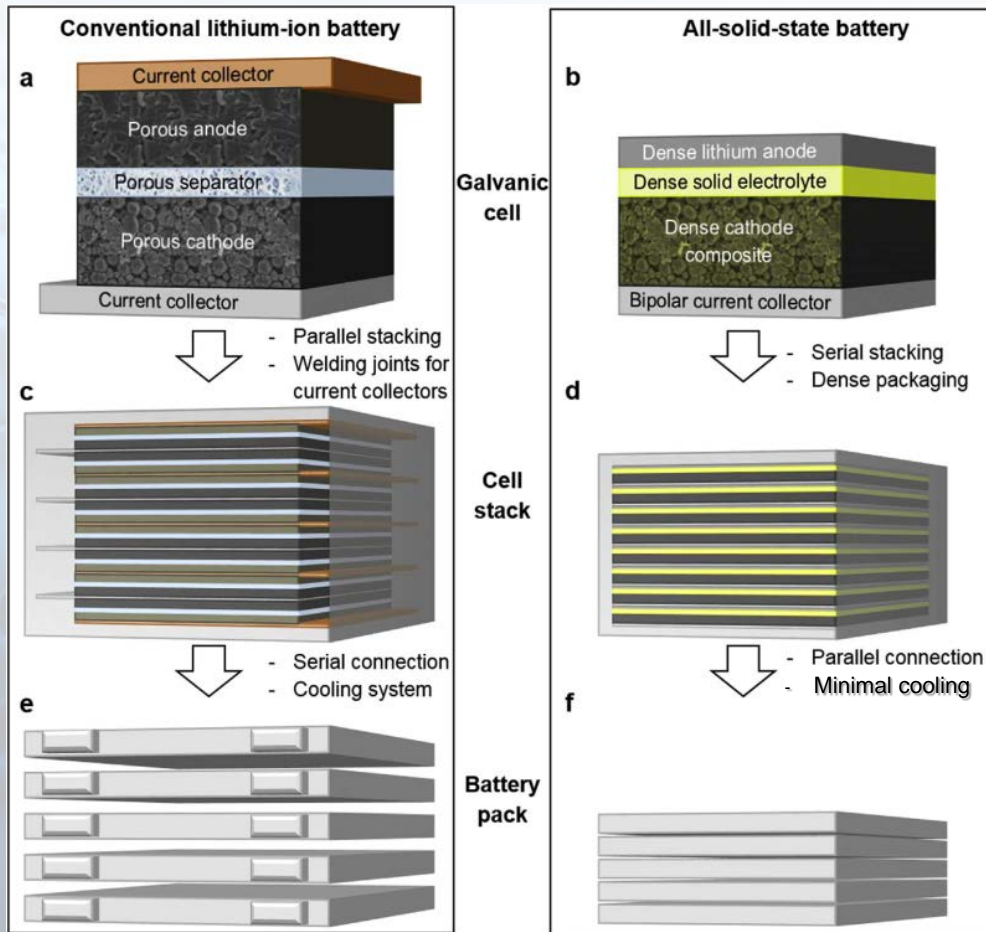 Conventional lithium-ion battery
a
Current collector
Porous anode
Porous separator
Porous cathode
Current collector
- Parallel stacking
- Welding joints for
current collectors
c
- Serial connection
- Cooling system
e
Galvanic
cell
Cell
stack
Battery
pack
All-solid-state battery
b
Dense lithium anode
Dense solid electrolyte
Dense cathode
composite
Bipolar current collector
- Serial stacking
- Dense packaging
d
- Parallel connection
- Minimal cooling
f